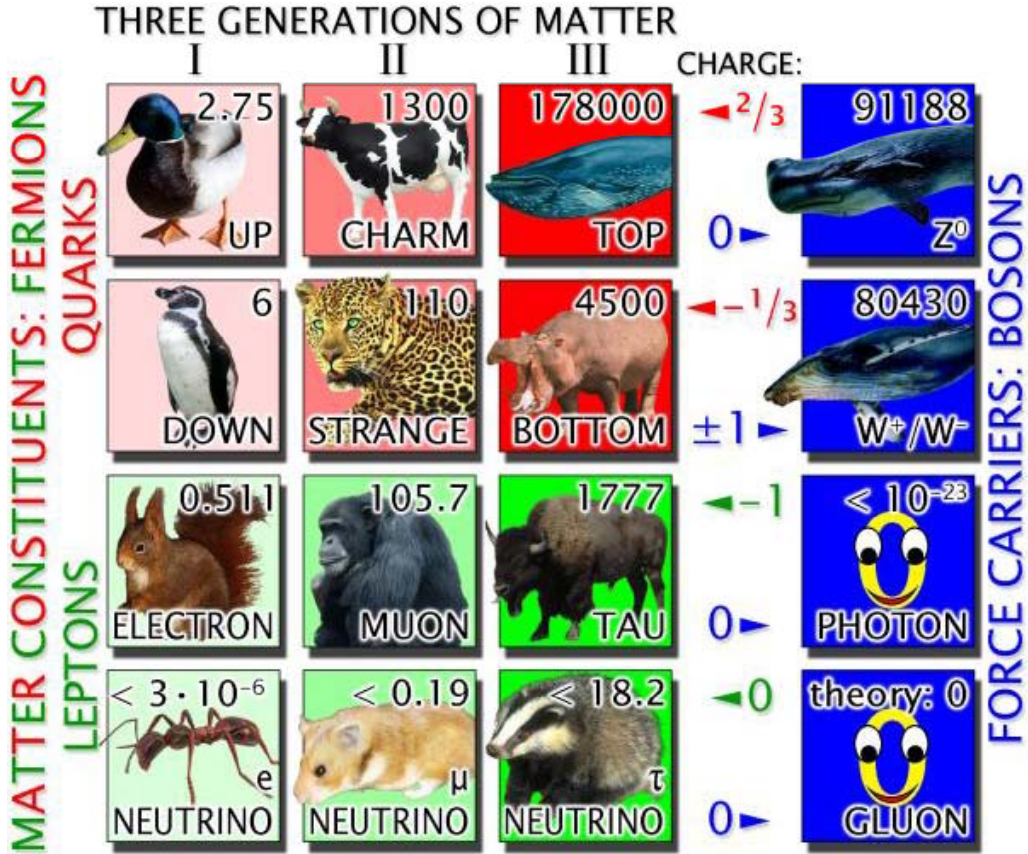 THREE GENERATIONS OF MATTER
I II III CHARGE:
MATTER CONSTITUENTS: FERMIONS
QUARKS
LEPTONS
2.75
UP
1300
CHARM
178000
TOP
◄ 2/3
0 ►
91188
Z⁰
6
DOWN
110
STRANGE
4500
BOTTOM
◄ -1/3
±1 ►
80430
W⁺/W⁻
0.511
ELECTRON
105.7
MUON
1777
TAU
◄ -1
0 ►
< 10⁻²³
PHOTON
< 3·10⁻⁶
e
NEUTRINO
< 0.19
μ
NEUTRINO
< 18.2
τ
NEUTRINO
◄ 0
0 ►
theory: 0
GLUON
FORCE CARRIERS: BOSONS